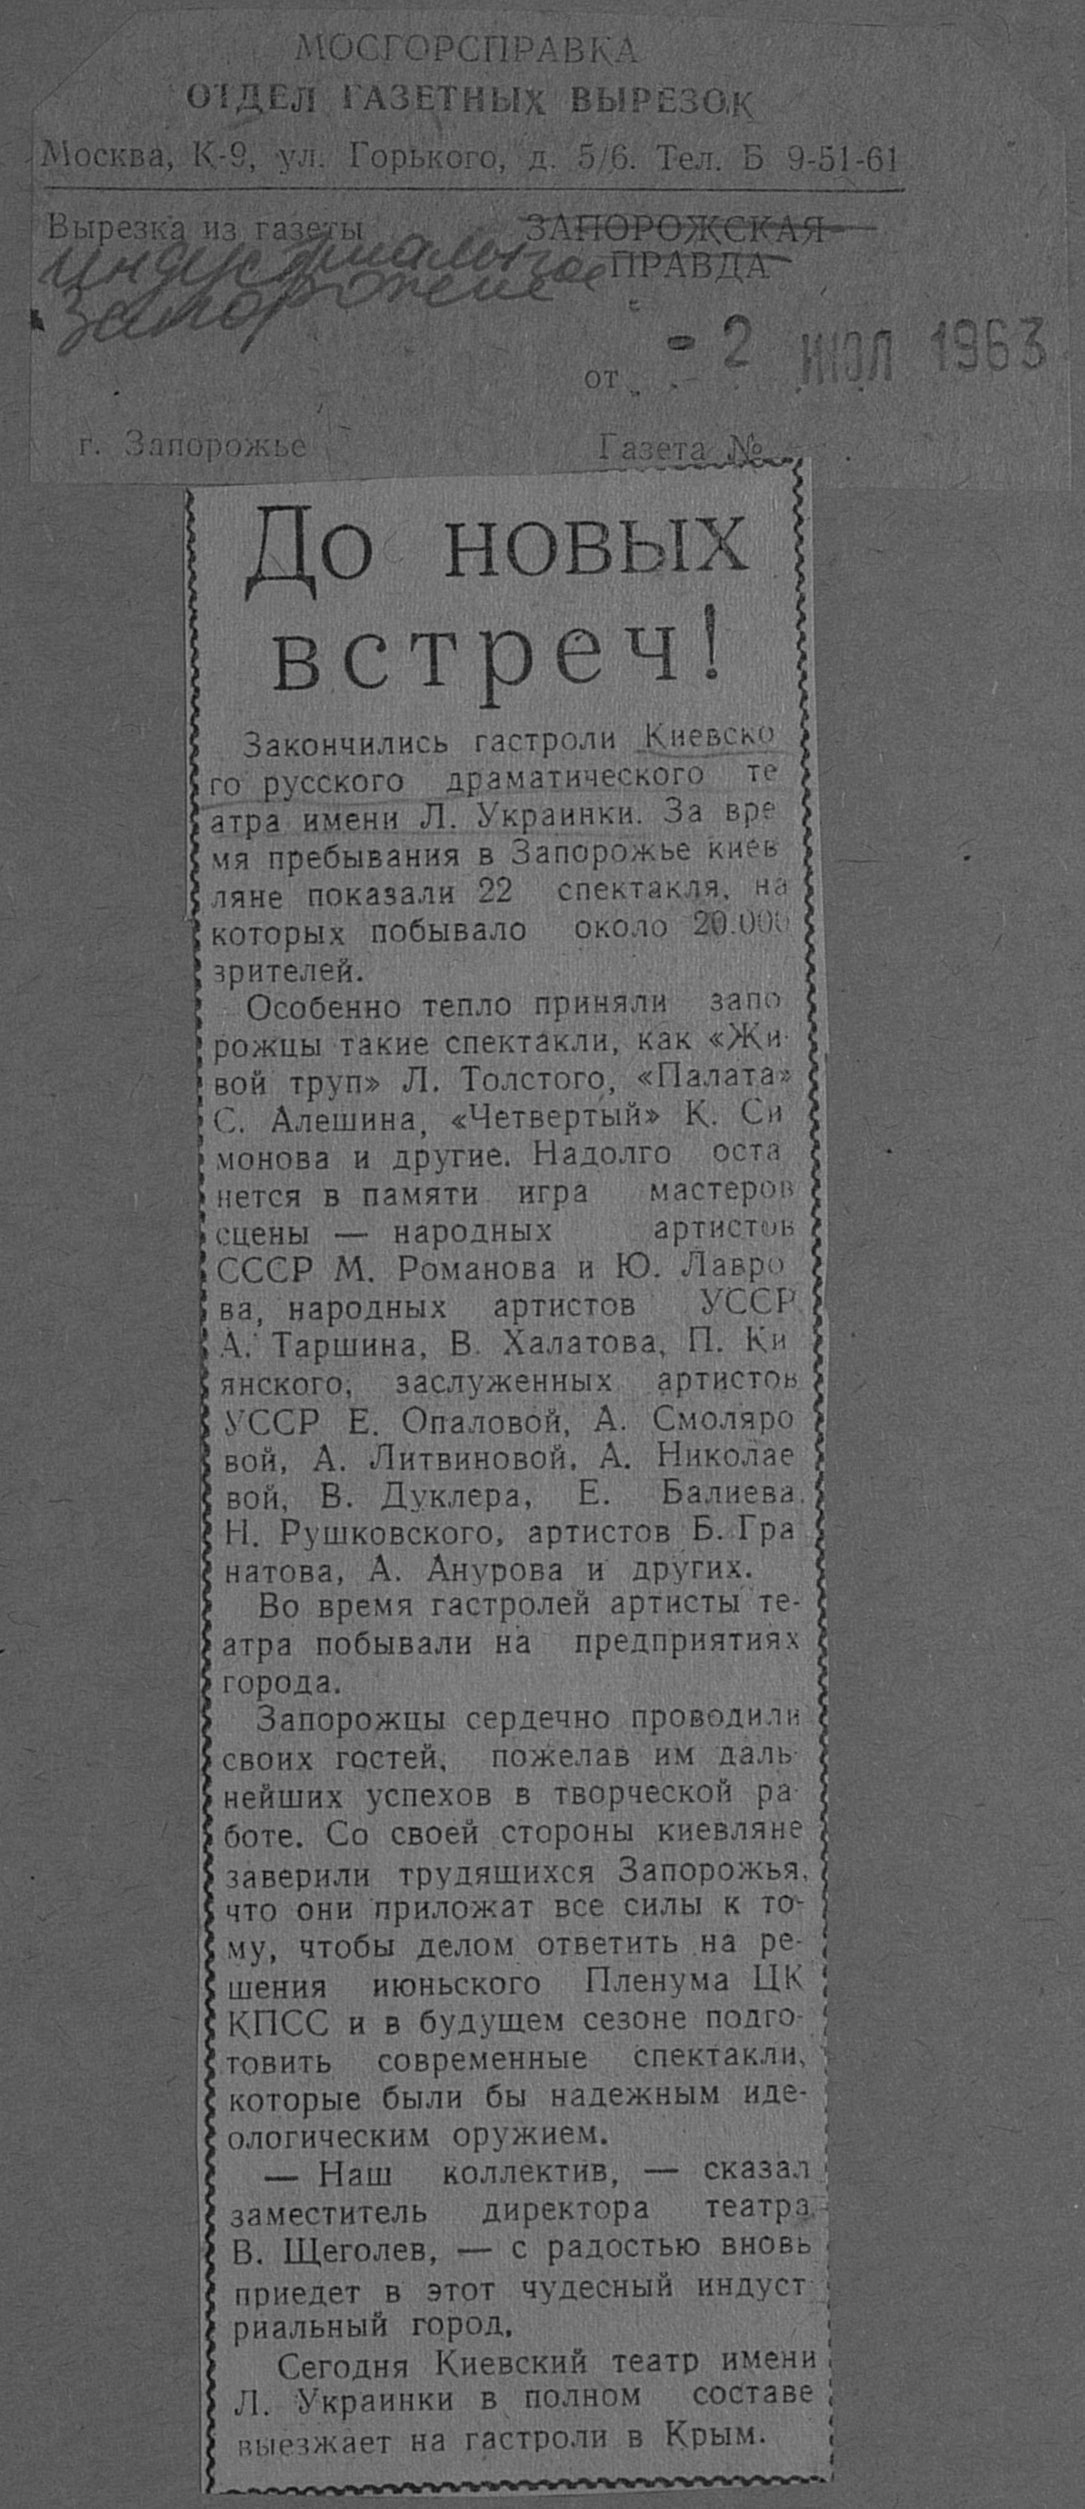 МОСГОРСПРАВКА
ОТДЕЛ ГАЗЕТНЫХ ВЫРЕЗОК
Москва, К-9, ул. Горького, д. 5/6. Тел. Б 9-51-61
Вырезка из газеты
ЗАПОРОЖСКАЯ
ПРАВДА
индустриальное
Запорожье
от - 2 ИЮЛ 1963
г. Запорожье Газета №
До новых
встреч!
Закончились гастроли Киевско
го русского драматического те
атра имени Л. Украинки. За вре
мя пребывания в Запорожье киев
ляне показали 22 спектакля, на
которых побывало около 20.000
зрителей.
Особенно тепло приняли запо
рожцы такие спектакли, как «Жи-
вой труп» Л. Толстого, «Палата»
С. Алешина, «Четвертый» К. Си
монова и другие. Надолго оста
нется в памяти игра мастеров
сцены — народных артистов
СССР М. Романова и Ю. Лавро
ва, народных артистов УССР
А. Таршина, В. Халатова, П. Ки
янского, заслуженных артистов
УССР Е. Опаловой, А. Смоляро
вой, А. Литвиновой, А. Николае
вой, В. Дуклера, Е. Балиева,
Н. Рушковского, артистов Б. Гра
натова, А. Анурова и других.
Во время гастролей артисты те-
атра побывали на предприятиях
города.
Запорожцы сердечно проводили
своих гостей, пожелав им даль-
нейших успехов в творческой ра-
боте. Со своей стороны киевляне
заверили трудящихся Запорожья,
что они приложат все силы к то-
му, чтобы делом ответить на ре-
шения июньского Пленума ЦК
КПСС и в будущем сезоне подго-
товить современные спектакли,
которые были бы надежным иде-
ологическим оружием.
— Наш коллектив, — сказал
заместитель директора театра
В. Щеголев, — с радостью вновь
приедет в этот чудесный индуст
риальный город.
Сегодня Киевский театр имени
Л. Украинки в полном составе
выезжает на гастроли в Крым.